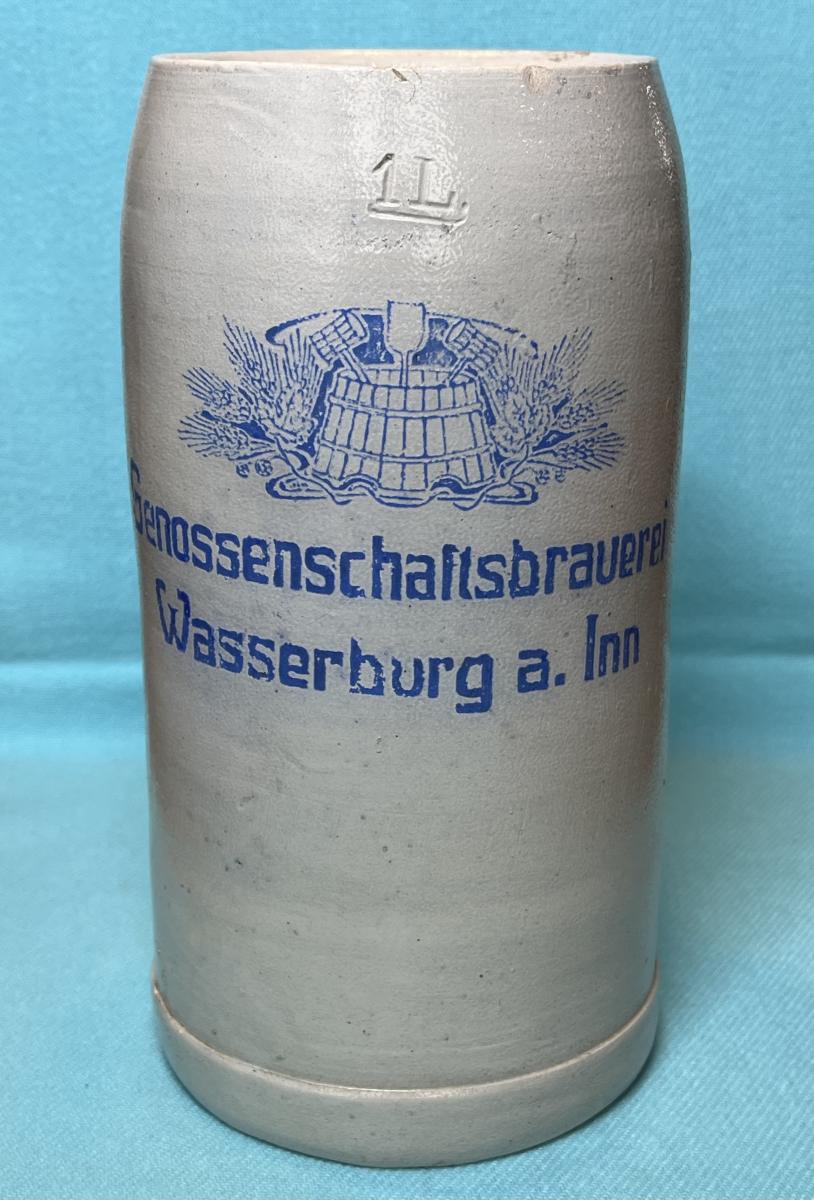 1L
Genossenschaftsbrauerei
Wasserburg a. Inn